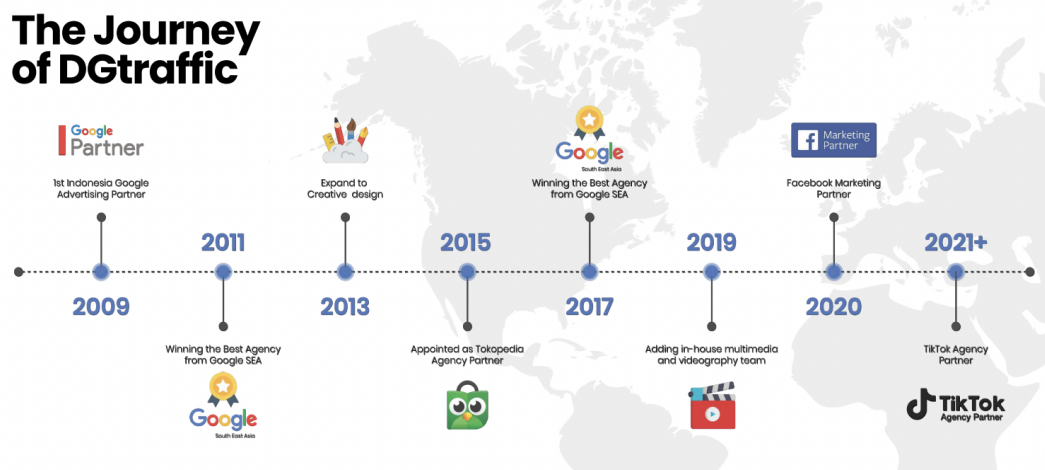 The Journey
of DGtraffic
Google
Partner
1st Indonesia Google
Advertising Partner
2009
2011
Winning the Best Agency
from Google SEA
Google
South East Asia
Expand to
Creative design
2013
2015
Appointed as Tokopedia
Agency Partner
Google
South East Asia
Winning the Best Agency
from Google SEA
2017
2019
Adding in-house multimedia
and videography team
Marketing
Partner
Facebook Marketing
Partner
2020
2021+
TikTok Agency
Partner
TikTok
Agency Partner